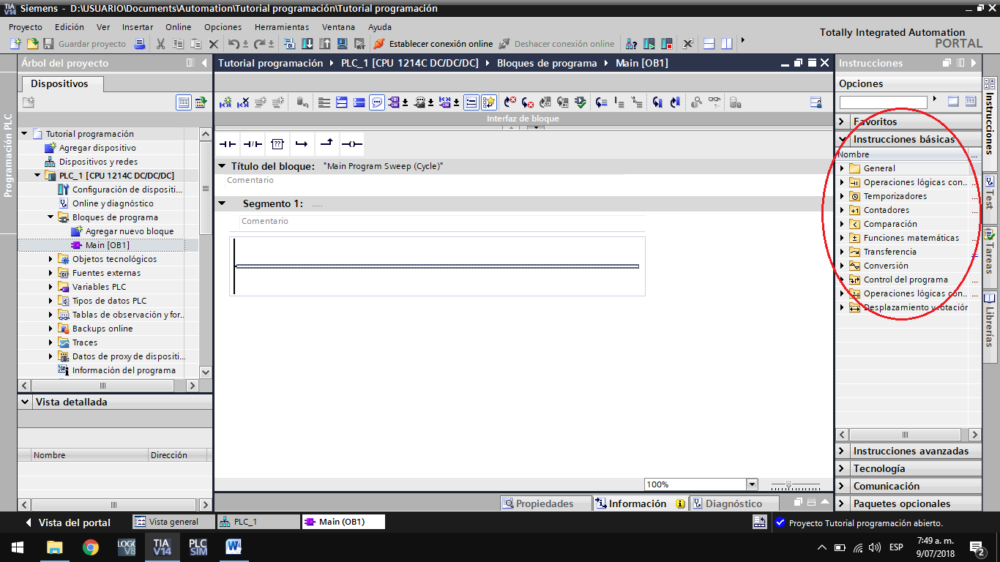 TIA V14 Siemens - D:\USUARIO\Documents\Automation\Tutorial programación\Tutorial programación
Proyecto Edición Ver Insertar Online Opciones Herramientas Ventana Ayuda
Totally Integrated Automation
PORTAL
Guardar proyecto Establecer conexión online Deshacer conexión online
Árbol del proyecto
Tutorial programación PLC_1 [CPU 1214C DC/DC/DC] Bloques de programa Main [OB1]
Instrucciones
Dispositivos
Opciones
Programación PLC
Interfaz de bloque
Tutorial programación
Agregar dispositivo
Dispositivos y redes
PLC_1 [CPU 1214C DC/DC/DC]
Configuración de dispositi...
Online y diagnóstico
Bloques de programa
Agregar nuevo bloque
Main [OB1]
Objetos tecnológicos
Fuentes externas
Variables PLC
Tipos de datos PLC
Tablas de observación y for..
Backups online
Traces
Datos de proxy de dispositi...
Información del programa
Vista detallada
Nombre Dirección
??
Título del bloque: "Main Program Sweep (Cycle)"
Comentario
Segmento 1: .....
Comentario
100%
Propiedades Información Diagnóstico
Favoritos
Instrucciones básicas
Nombre ...
General
Operaciones lógicas con.. ...
Temporizadores ...
Contadores ...
Comparación
Funciones matemáticas ...
Transferencia
Conversión
Control del programa ...
Operaciones lógicas con.. ...
Desplazamiento y rotación
Instrucciones avanzadas
Tecnología
Comunicación
Paquetes opcionales
Instrucciones
Test
Tareas
Librerías
Vista del portal Vista general PLC_1 Main (OB1) Proyecto Tutorial programación abierto.
LOGO V8 TIA V14 PLC SIM W ESP 7:49 a. m.
9/07/2018 2